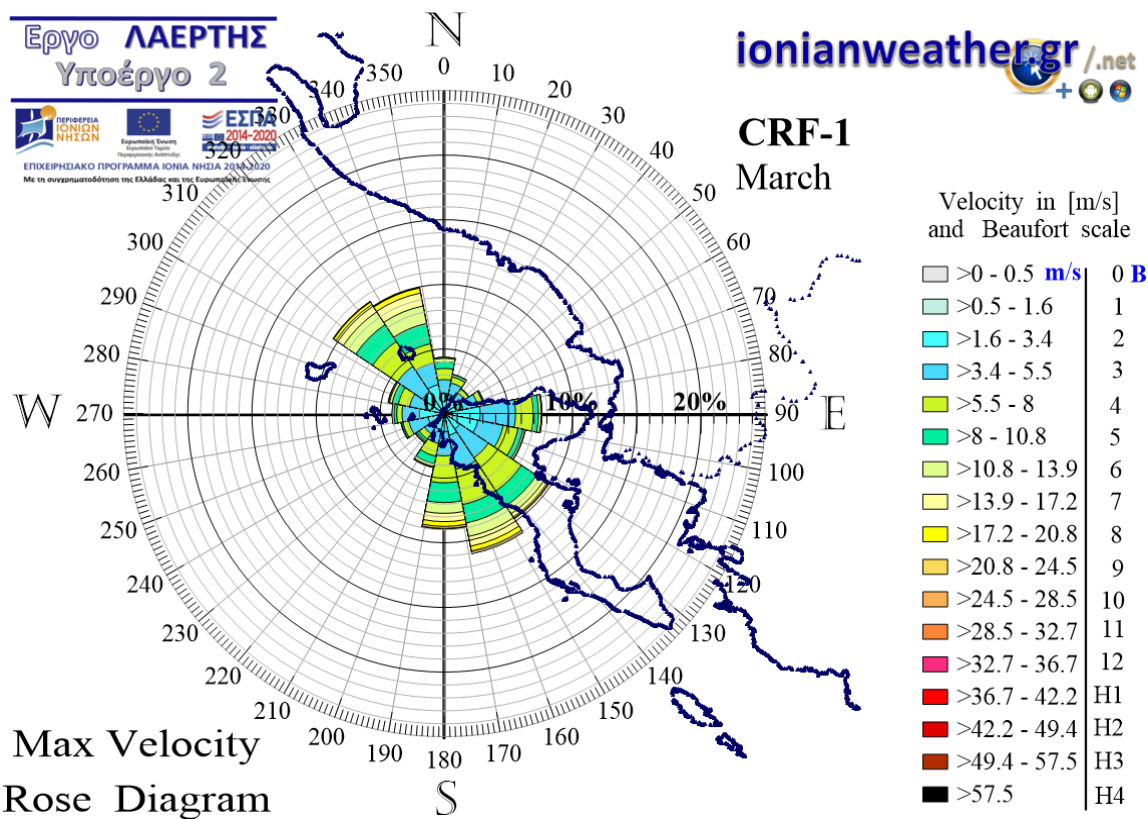 Εργο ΛΑΕΡΤΗΣ
Υποέργο 2
ΠΕΡΙΦΕΡΕΙΑ
ΙΟΝΙΩΝ
ΝΗΣΩΝ
Ευρωπαϊκή Ένωση
Ευρωπαϊκό Ταμείο
Περιφερειακής Ανάπτυξης
ΕΣΠΑ
2014-2020
ΕΠΙΧΕΙΡΗΣΙΑΚΟ ΠΡΟΓΡΑΜΜΑ ΙΟΝΙΑ ΝΗΣΙΑ 2014-2020
Με τη συγχρηματοδότηση της Ελλάδας και της Ευρωπαϊκής Ένωσης
ionianweather.gr /.net
CRF-1
March
N
0
10
20
30
40
50
60
70
80
90
E
100
110
120
130
140
150
160
170
180
S
190
200
210
220
230
240
250
260
270
W
280
290
300
310
320
330
340
350
0%
10%
20%
Velocity in [m/s]
and Beaufort scale
>0 - 0.5 m/s 0 B
>0.5 - 1.6 1
>1.6 - 3.4 2
>3.4 - 5.5 3
>5.5 - 8 4
>8 - 10.8 5
>10.8 - 13.9 6
>13.9 - 17.2 7
>17.2 - 20.8 8
>20.8 - 24.5 9
>24.5 - 28.5 10
>28.5 - 32.7 11
>32.7 - 36.7 12
>36.7 - 42.2 H1
>42.2 - 49.4 H2
>49.4 - 57.5 H3
>57.5 H4
Max Velocity
Rose Diagram